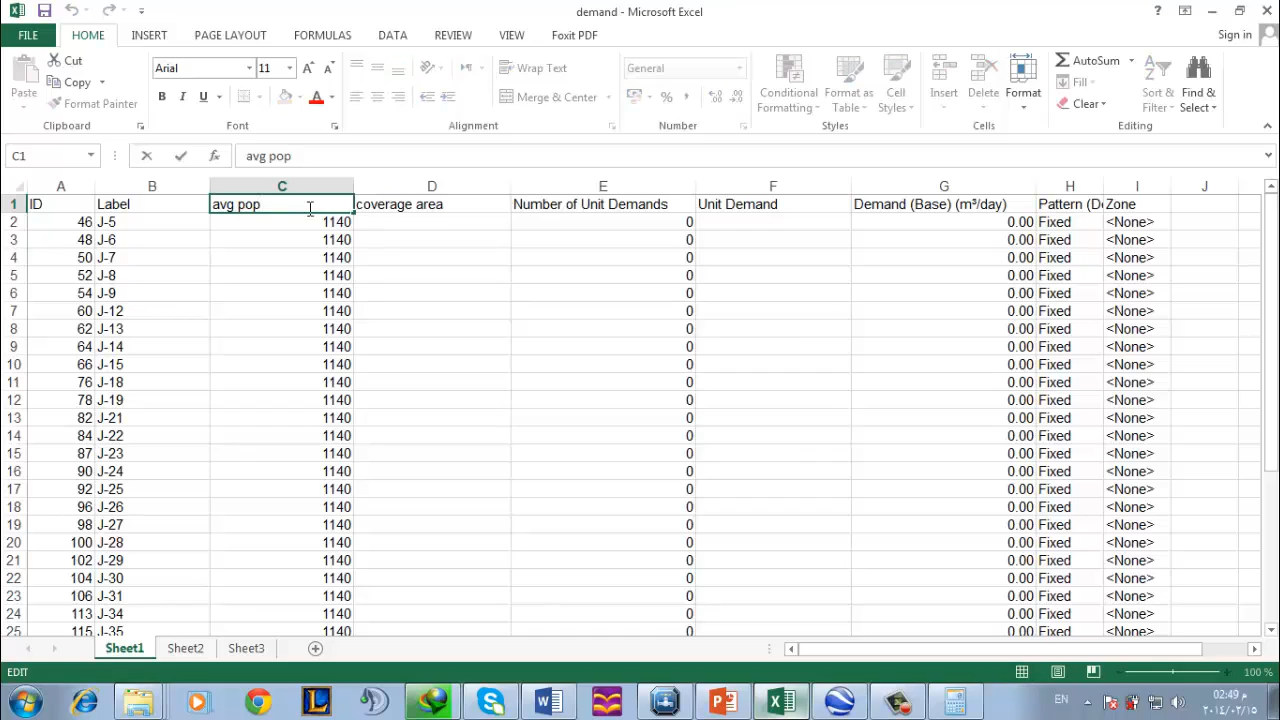 demand - Microsoft Excel
?
FILE HOME INSERT PAGE LAYOUT FORMULAS DATA REVIEW VIEW Foxit PDF Sign in
Paste Cut Copy Format Painter Clipboard
Arial 11 B I U A Font
Wrap Text Merge & Center Alignment
General % Number
Conditional Formatting Format as Table Cell Styles Styles
Insert Delete Format Cells
AutoSum Fill Clear Sort & Filter Find & Select Editing
C1 fx avg pop
A B C D E F G H I J
1 ID Label avg pop coverage area Number of Unit Demands Unit Demand Demand (Base) (m³/day) Pattern (De Zone
2 46 J-5 1140 0 0.00 Fixed <None>
3 48 J-6 1140 0 0.00 Fixed <None>
4 50 J-7 1140 0 0.00 Fixed <None>
5 52 J-8 1140 0 0.00 Fixed <None>
6 54 J-9 1140 0 0.00 Fixed <None>
7 60 J-12 1140 0 0.00 Fixed <None>
8 62 J-13 1140 0 0.00 Fixed <None>
9 64 J-14 1140 0 0.00 Fixed <None>
10 66 J-15 1140 0 0.00 Fixed <None>
11 76 J-18 1140 0 0.00 Fixed <None>
12 78 J-19 1140 0 0.00 Fixed <None>
13 82 J-21 1140 0 0.00 Fixed <None>
14 84 J-22 1140 0 0.00 Fixed <None>
15 87 J-23 1140 0 0.00 Fixed <None>
16 90 J-24 1140 0 0.00 Fixed <None>
17 92 J-25 1140 0 0.00 Fixed <None>
18 96 J-26 1140 0 0.00 Fixed <None>
19 98 J-27 1140 0 0.00 Fixed <None>
20 100 J-28 1140 0 0.00 Fixed <None>
21 102 J-29 1140 0 0.00 Fixed <None>
22 104 J-30 1140 0 0.00 Fixed <None>
23 106 J-31 1140 0 0.00 Fixed <None>
24 113 J-34 1140 0 0.00 Fixed <None>
25 115 J-35 1140 0 0.00 Fixed <None>
Sheet1 Sheet2 Sheet3
EDIT 100 %
EN 02:49 م
٢٠١٤/٠٢/١٥